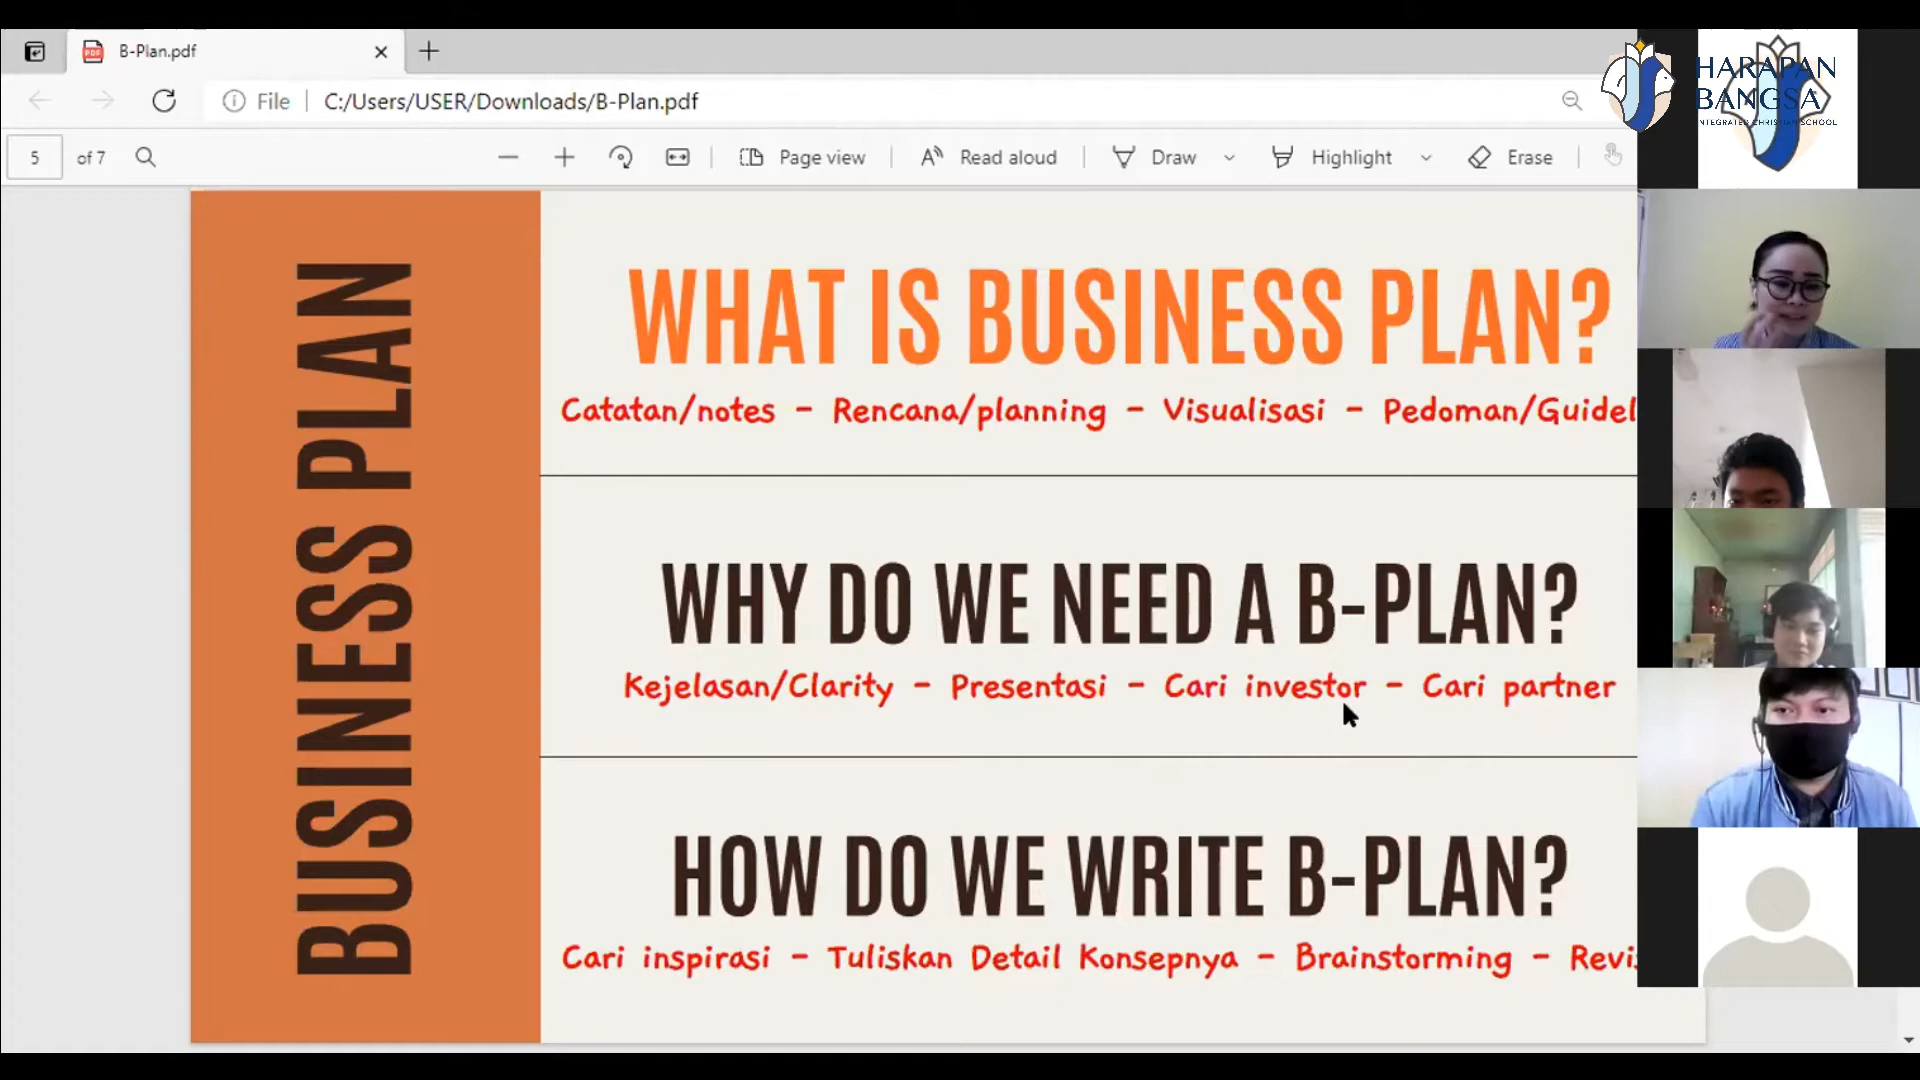 B-Plan.pdf
File
C:/Users/USER/Downloads/B-Plan.pdf
5 of 7
Page view
Read aloud
Draw
Highlight
Erase
HARAPAN
BANGSA
INTEGRATED CHRISTIAN SCHOOL
BUSINESS PLAN
WHAT IS BUSINESS PLAN?
Catatan/notes - Rencana/planning - Visualisasi - Pedoman/Guidel
WHY DO WE NEED A B-PLAN?
Kejelasan/Clarity - Presentasi - Cari investor - Cari partner
HOW DO WE WRITE B-PLAN?
Cari inspirasi - Tuliskan Detail Konsepnya - Brainstorming - Revi